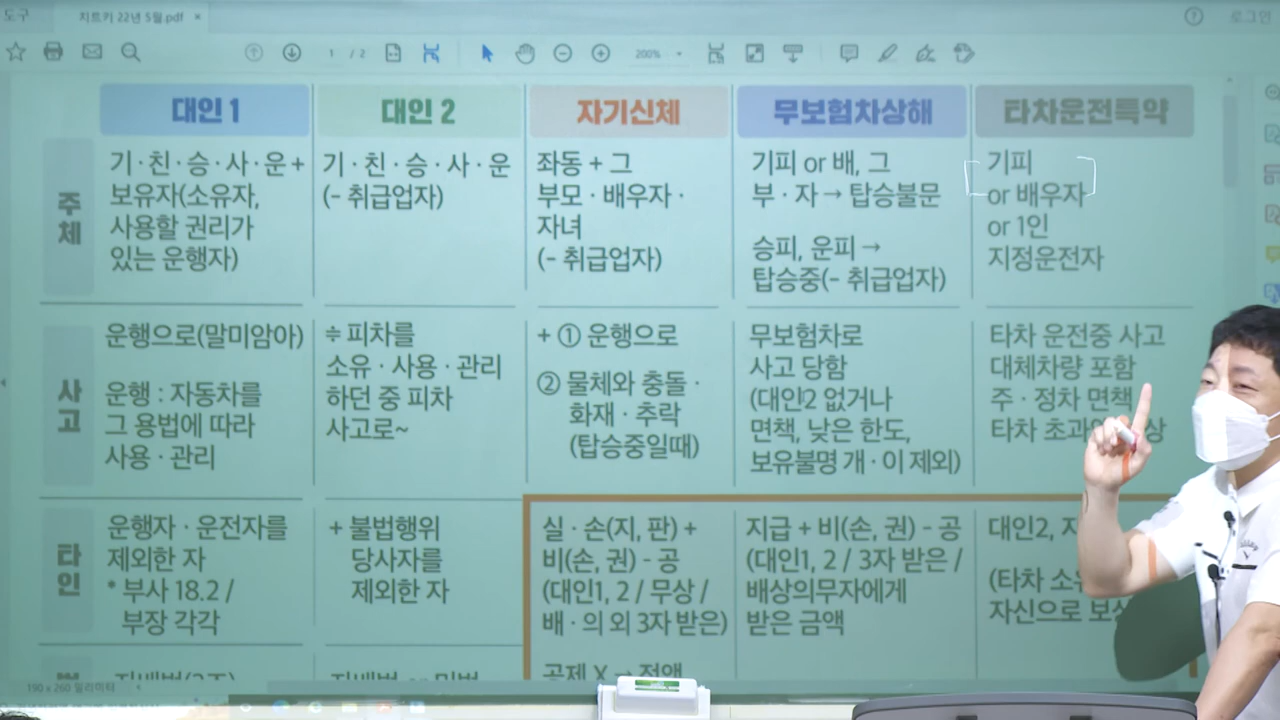 도구
치트키 22년 5월.pdf ×
로그인
1 / 2
200%
대인 1
대인 2
자기신체
무보험차상해
타차운전특약
주체
기 · 친 · 승 · 사 · 운 +
보유자(소유자,
사용할 권리가
있는 운행자)
기 · 친 · 승 · 사 · 운
(- 취급업자)
좌동 + 그
부모 · 배우자 ·
자녀
(- 취급업자)
기피 or 배, 그
부 · 자 → 탑승불문
승피, 운피 →
탑승중(- 취급업자)
기피
or 배우자
or 1인
지정운전자
사고
운행으로(말미암아)
운행 : 자동차를
그 용법에 따라
사용 · 관리
÷ 피차를
소유 · 사용 · 관리
하던 중 피차
사고로~
+ ① 운행으로
② 물체와 충돌 ·
화재 · 추락
(탑승중일때)
무보험차로
사고 당함
(대인2 없거나
면책, 낮은 한도,
보유불명 개 · 이 제외)
타차 운전중 사고
대체차량 포함
주 · 정차 면책
타차
타인
운행자 · 운전자를
제외한 자
* 부사 18.2 /
부장 각각
+ 불법행위
당사자를
제외한 자
실 · 손(지, 판) +
비(손, 권) - 공
(대인1, 2 / 무상 /
배 · 의 외 3자 받은)
공제 X → 전액
지급 + 비(손, 권) - 공
(대인1, 2 / 3자 받은 /
배상의무자에게
받은 금액
대인2,
(타차
자신으로
190 x 260 밀리미터